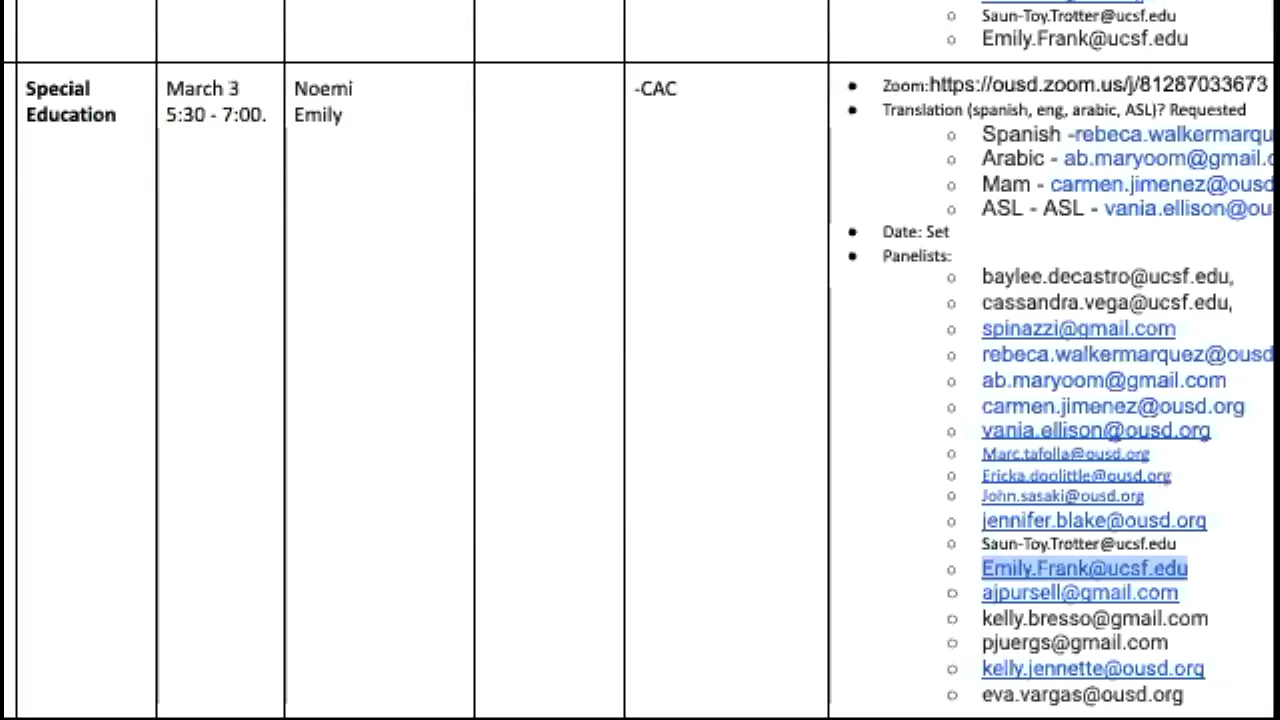 Saun-Toy.Trotter@ucsf.edu
Emily.Frank@ucsf.edu
Special
Education
March 3
5:30 - 7:00.
Noemi
Emily
-CAC
Zoom:https://ousd.zoom.us/j/81287033673
Translation (spanish, eng, arabic, ASL)? Requested
Spanish -rebeca.walkermarqu
Arabic - ab.maryoom@gmail.c
Mam - carmen.jimenez@ousd
ASL - ASL - vania.ellison@ou
Date: Set
Panelists:
baylee.decastro@ucsf.edu,
cassandra.vega@ucsf.edu,
spinazzi@gmail.com
rebeca.walkermarquez@ousd
ab.maryoom@gmail.com
carmen.jimenez@ousd.org
vania.ellison@ousd.org
Marc.tafolla@ousd.org
Ericka.doolittle@ousd.org
John.sasaki@ousd.org
jennifer.blake@ousd.org
Saun-Toy.Trotter@ucsf.edu
Emily.Frank@ucsf.edu
ajpursell@gmail.com
kelly.bresso@gmail.com
pjuergs@gmail.com
kelly.jennette@ousd.org
eva.vargas@ousd.org